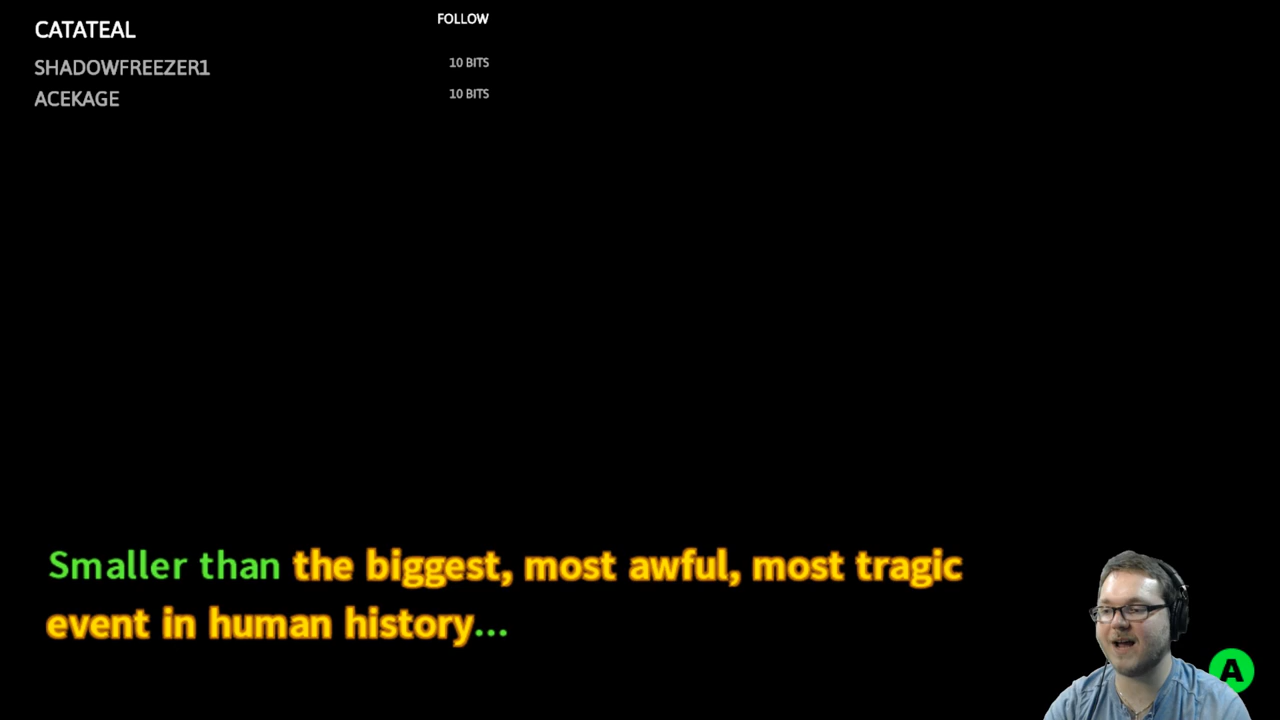 CATATEAL FOLLOW
SHADOWFREEZER1 10 BITS
ACEKAGE 10 BITS
Smaller than the biggest, most awful, most tragic
event in human history...
A